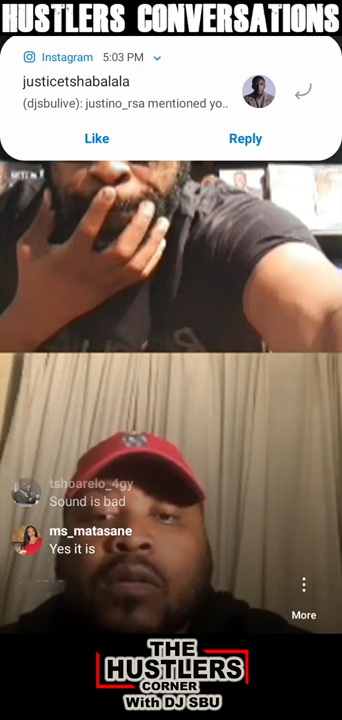 HUSTLERS CONVERSATIONS
Instagram 5:03 PM
justicetshabalala
(djsbulive): justino_rsa mentioned yo..
Like Reply
tshoarelo_4gy
Sound is bad
ms_matasane
Yes it is
More
THE
HUSTLERS
CORNER
With DJ SBU